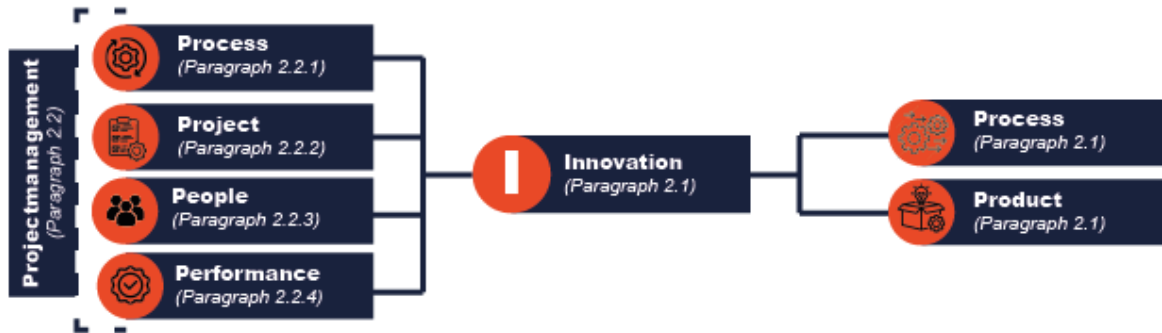 Projectmanagement
(Paragraph 2.2)
Process
(Paragraph 2.2.1)
Project
(Paragraph 2.2.2)
People
(Paragraph 2.2.3)
Performance
(Paragraph 2.2.4)
I
Innovation
(Paragraph 2.1)
Process
(Paragraph 2.1)
Product
(Paragraph 2.1)